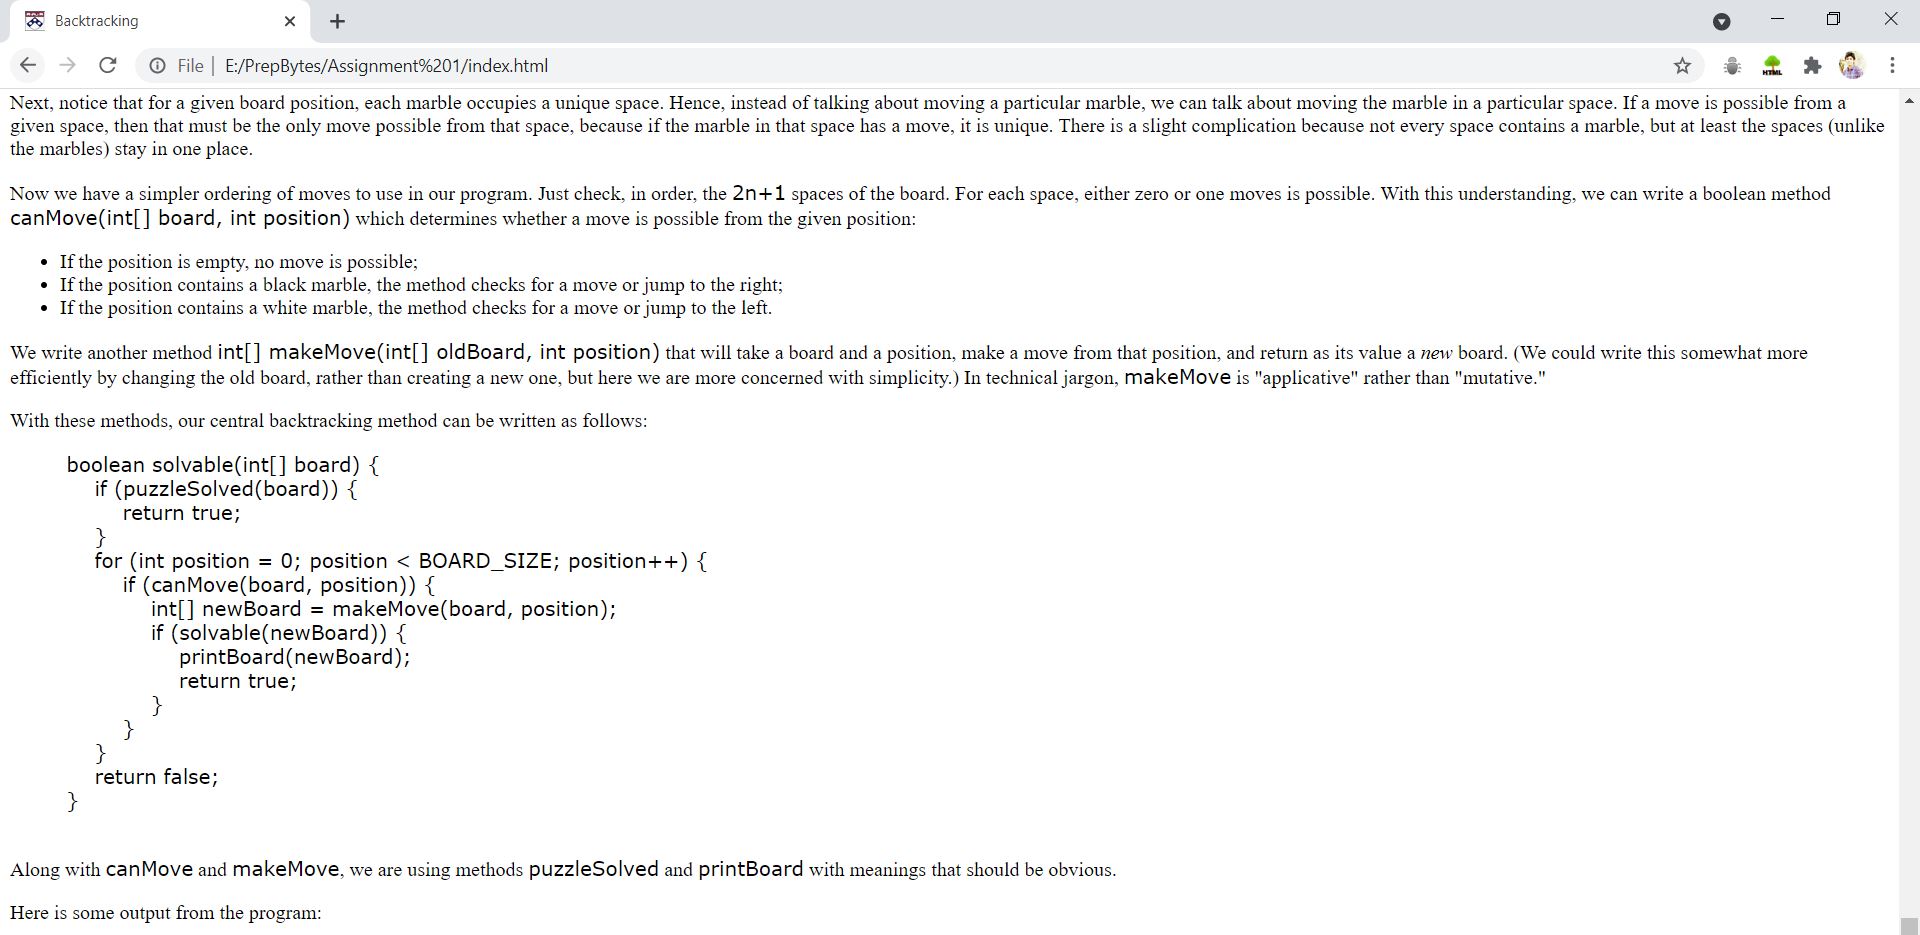 Backtracking
File | E:/PrepBytes/Assignment%201/index.html
HTML
Next, notice that for a given board position, each marble occupies a unique space. Hence, instead of talking about moving a particular marble, we can talk about moving the marble in a particular space. If a move is possible from a
given space, then that must be the only move possible from that space, because if the marble in that space has a move, it is unique. There is a slight complication because not every space contains a marble, but at least the spaces (unlike
the marbles) stay in one place.
Now we have a simpler ordering of moves to use in our program. Just check, in order, the 2n+1 spaces of the board. For each space, either zero or one moves is possible. With this understanding, we can write a boolean method
canMove(int[] board, int position) which determines whether a move is possible from the given position:
• If the position is empty, no move is possible;
• If the position contains a black marble, the method checks for a move or jump to the right;
• If the position contains a white marble, the method checks for a move or jump to the left.
We write another method int[] makeMove(int[] oldBoard, int position) that will take a board and a position, make a move from that position, and return as its value a new board. (We could write this somewhat more
efficiently by changing the old board, rather than creating a new one, but here we are more concerned with simplicity.) In technical jargon, makeMove is "applicative" rather than "mutative."
With these methods, our central backtracking method can be written as follows:
boolean solvable(int[] board) {
if (puzzleSolved(board)) {
return true;
}
for (int position = 0; position < BOARD_SIZE; position++) {
if (canMove(board, position)) {
int[] newBoard = makeMove(board, position);
if (solvable(newBoard)) {
printBoard(newBoard);
return true;
}
}
}
return false;
}
Along with canMove and makeMove, we are using methods puzzleSolved and printBoard with meanings that should be obvious.
Here is some output from the program: